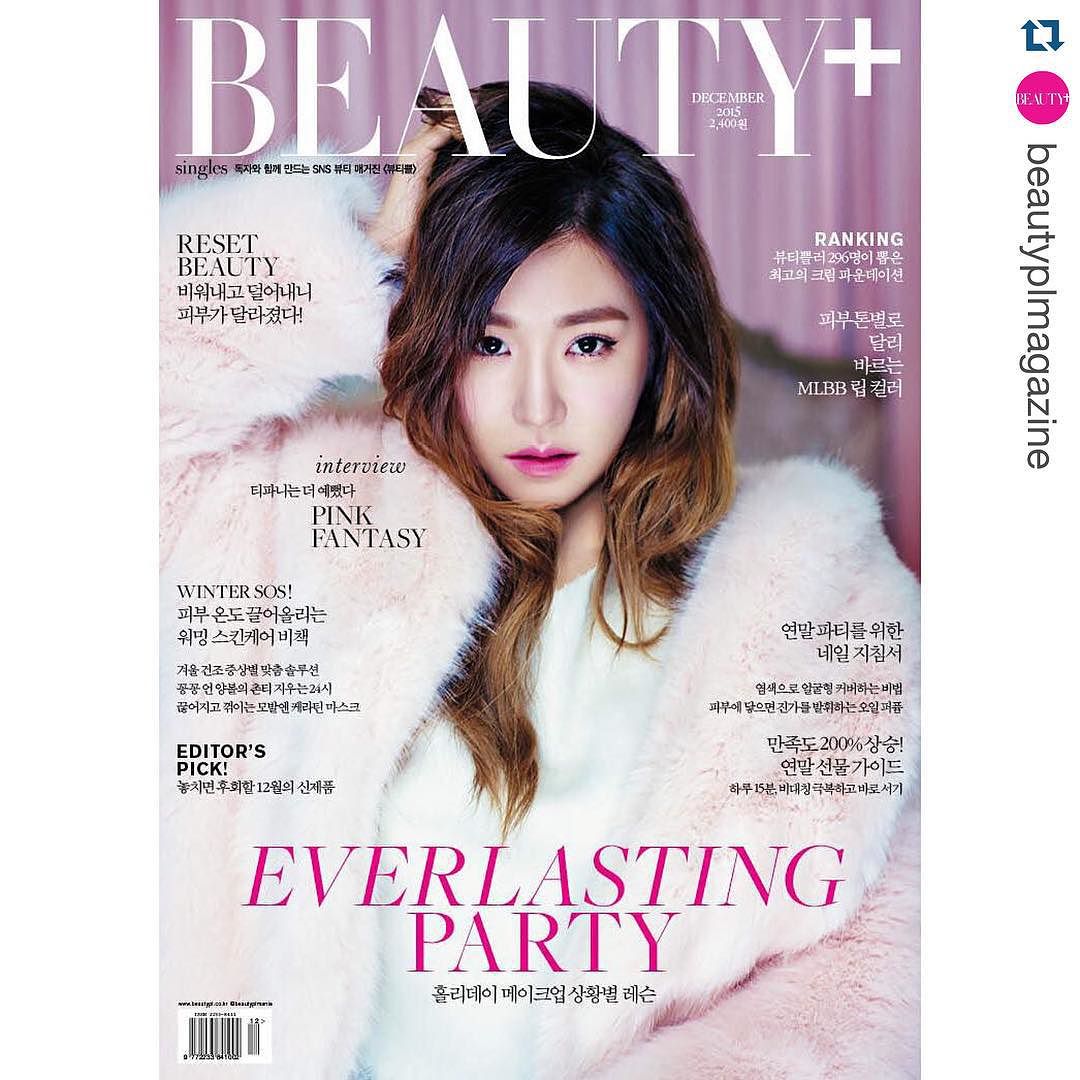 BEAUTY+
DECEMBER
2015
2,400원
singles 독자와 함께 만드는 SNS 뷰티 매거진 <뷰티쁠>
RESET
BEAUTY
비워내고 덜어내니
피부가 달라졌다!
RANKING
뷰티쁠러 296명이 뽑은
최고의 크림 파운데이션
피부 톤별로
달리
바르는
MLBB 립 컬러
interview
티파니는 더 예뻤다
PINK
FANTASY
WINTER SOS!
피부 온도 끌어올리는
워밍 스킨케어 비책
겨울 건조 증상별 맞춤 솔루션
꽁꽁 언 양볼의 촌티 지우는 24시
끊어지고 꺾이는 모발엔 케라틴 마스크
EDITOR'S
PICK!
놓치면 후회할 12월의 신제품
연말 파티를 위한
네일 지침서
염색으로 얼굴형 커버하는 비법
피부에 닿으면 진가를 발휘하는 오일 퍼퓸
만족도 200% 상승!
연말 선물 가이드
하루 15분, 비대칭 극복하고 바로 서기
EVERLASTING
PARTY
홀리데이 메이크업 상황별 레슨
www.beautypl.co.kr @beautyplmania
12>
9 772233 841002
BEAUTY+
beautyplmagazine